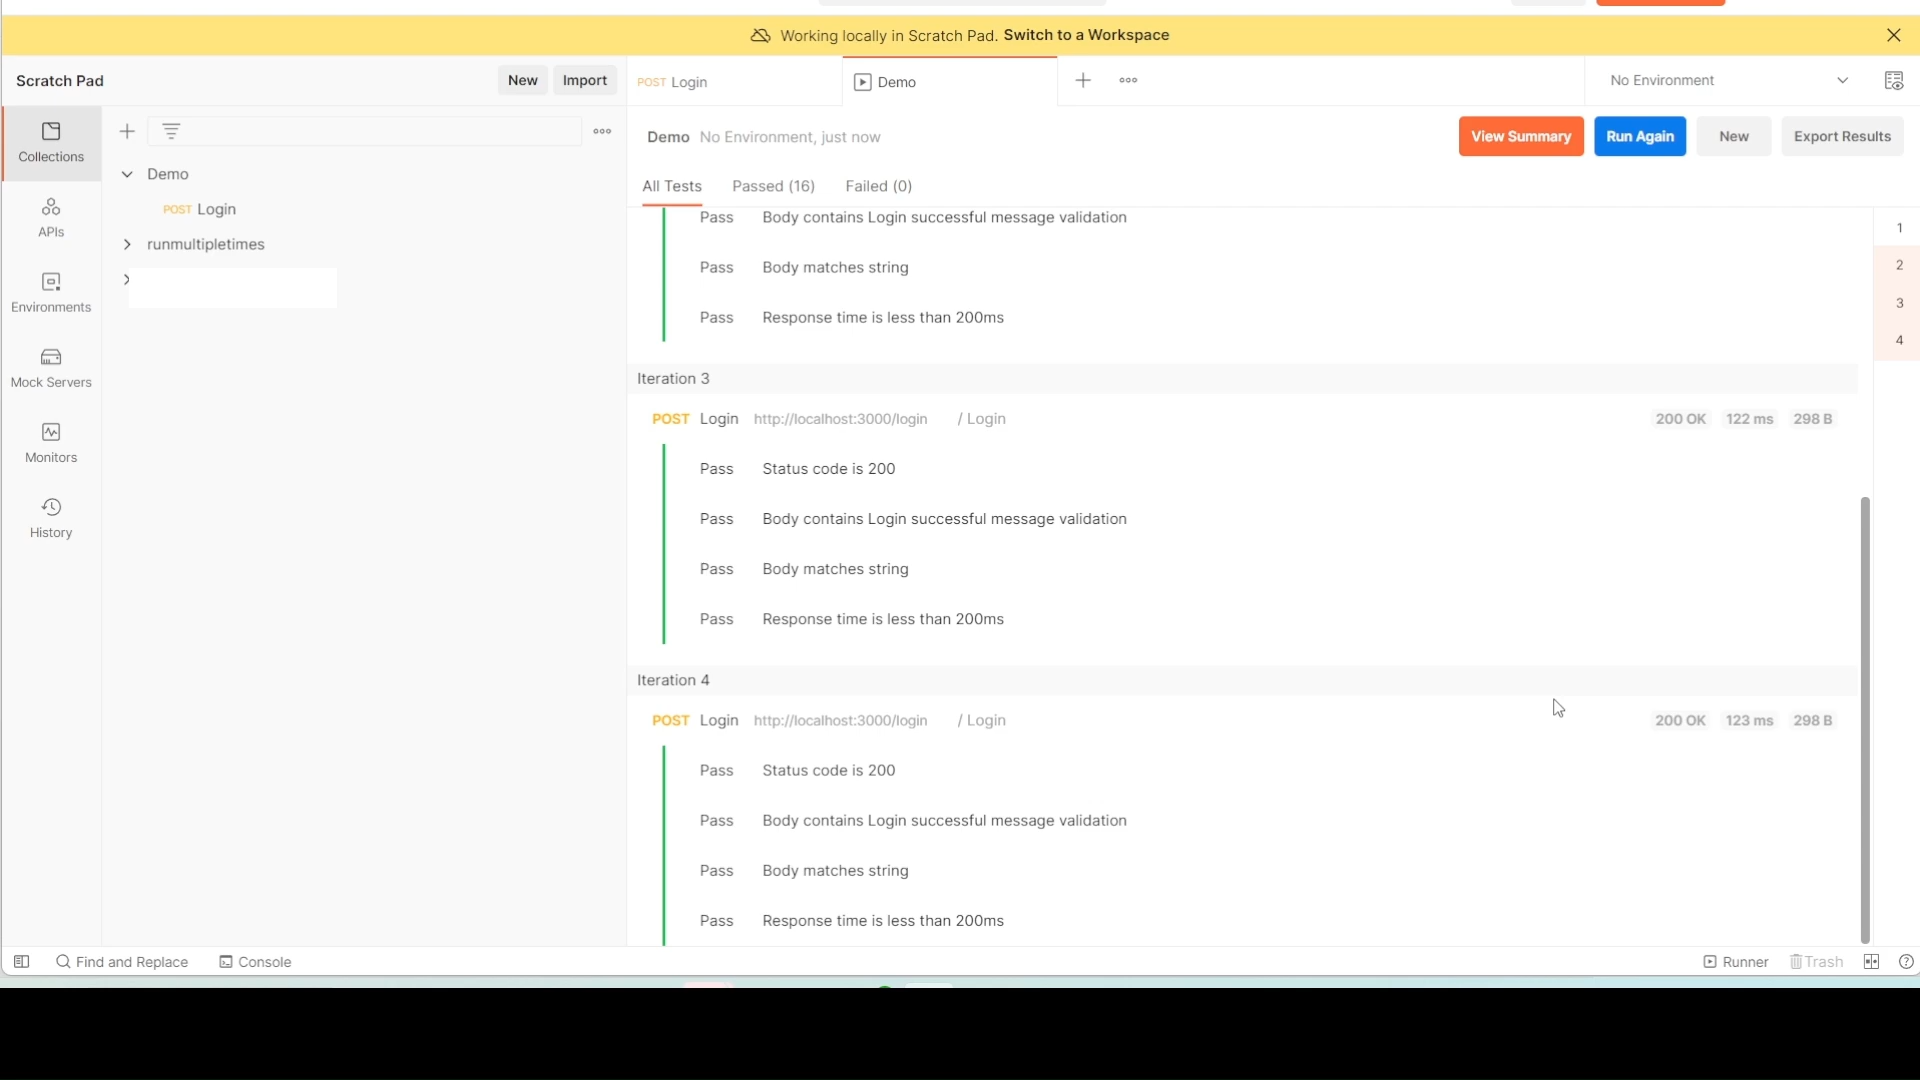 Working locally in Scratch Pad. Switch to a Workspace
Scratch Pad
New
Import
POST Login
Demo
No Environment
Collections
APIs
Environments
Mock Servers
Monitors
History
Demo
POST Login
runmultipletimes
Demo No Environment, just now
View Summary
Run Again
New
Export Results
All Tests
Passed (16)
Failed (0)
Pass Body contains Login successful message validation
Pass Body matches string
Pass Response time is less than 200ms
Iteration 3
POST Login http://localhost:3000/login / Login 200 OK 122 ms 298 B
Pass Status code is 200
Pass Body contains Login successful message validation
Pass Body matches string
Pass Response time is less than 200ms
Iteration 4
POST Login http://localhost:3000/login / Login 200 OK 123 ms 298 B
Pass Status code is 200
Pass Body contains Login successful message validation
Pass Body matches string
Pass Response time is less than 200ms
1
2
3
4
Find and Replace
Console
Runner
Trash